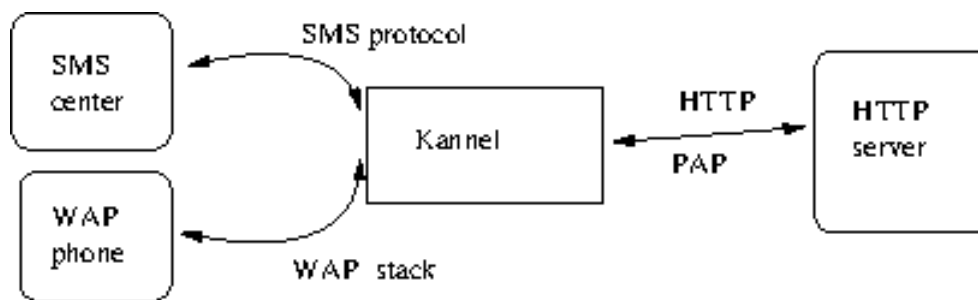 SMS protocol
SMS
center
Kannel
HTTP
PAP
HTTP
server
WAP
phone
WAP stack